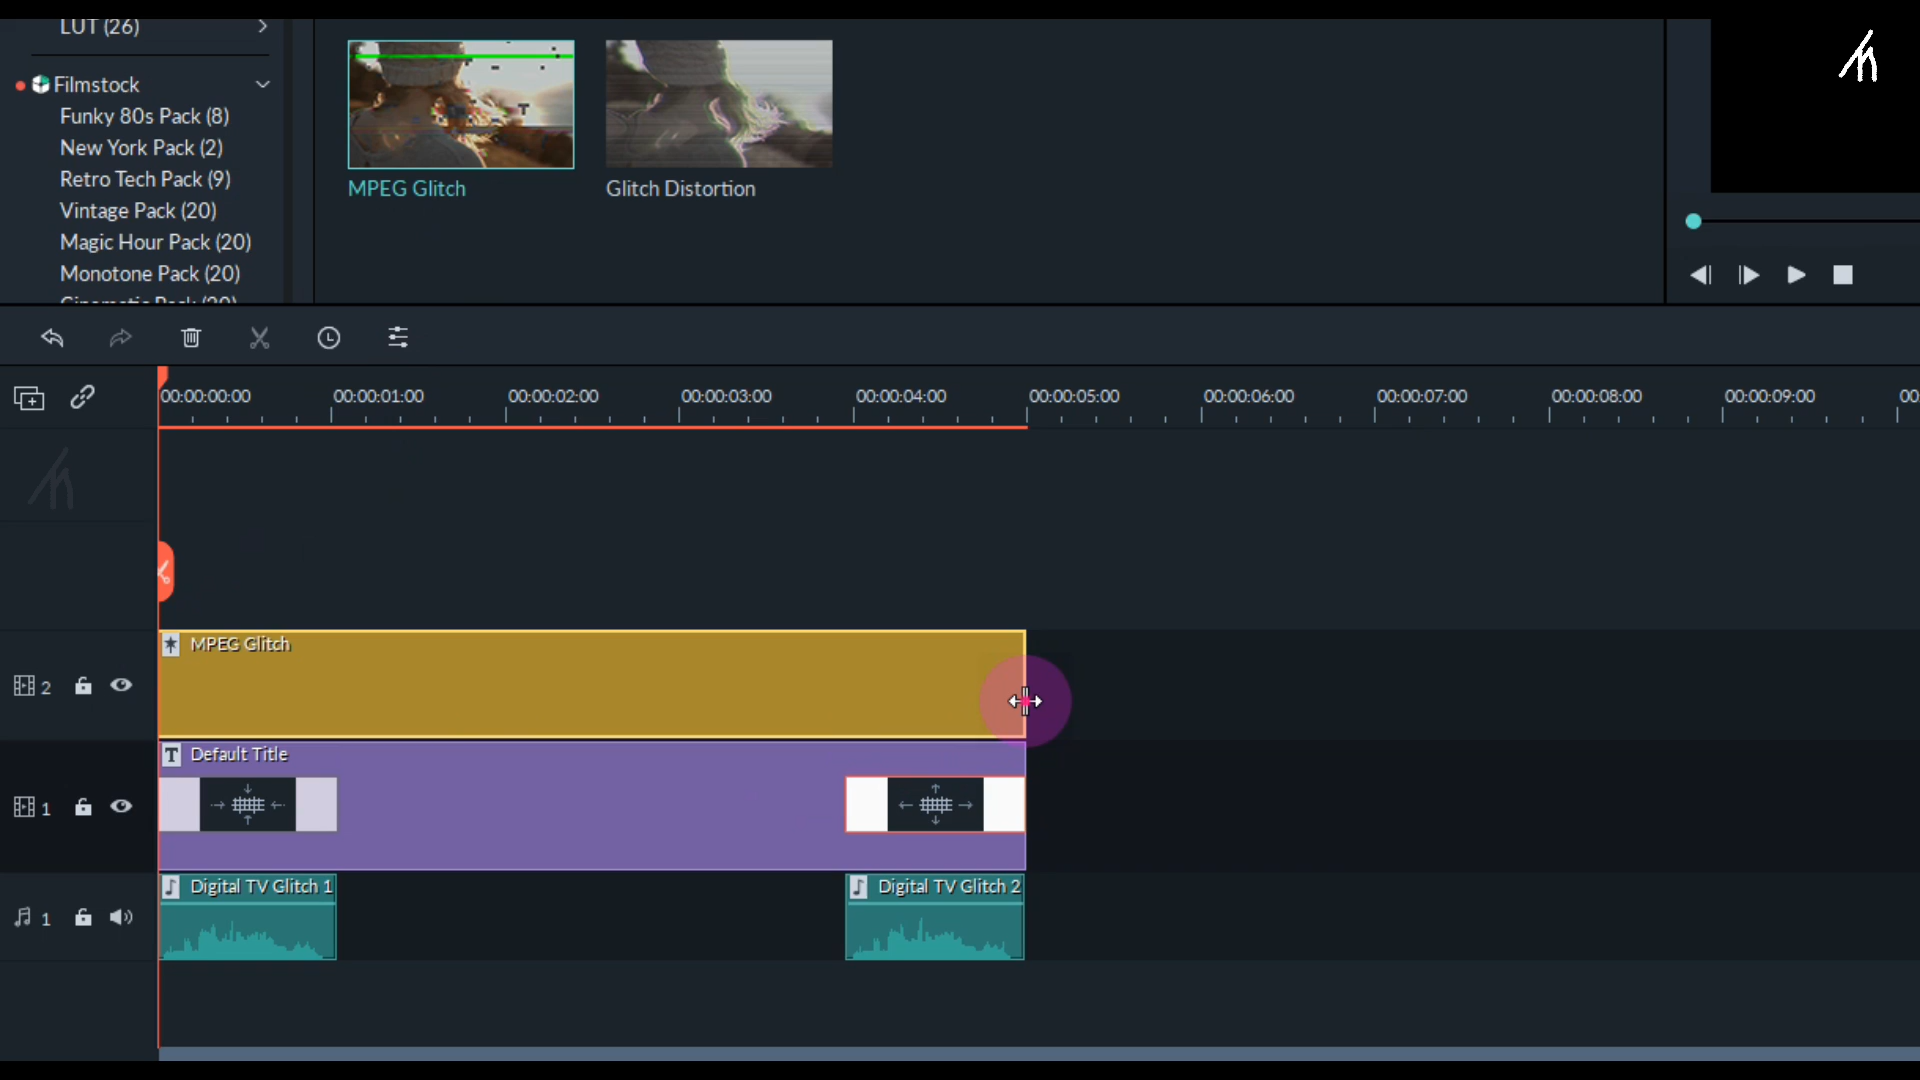 LUT (26)
Filmstock
Funky 80s Pack (8)
New York Pack (2)
Retro Tech Pack (9)
Vintage Pack (20)
Magic Hour Pack (20)
Monotone Pack (20)
Cinematic Pack (20)
MPEG Glitch
Glitch Distortion
00:00:00:00 00:00:01:00 00:00:02:00 00:00:03:00 00:00:04:00 00:00:05:00 00:00:06:00 00:00:07:00 00:00:08:00 00:00:09:00 00:
MPEG Glitch
2
T Default Title
1
Digital TV Glitch 1
Digital TV Glitch 2
1